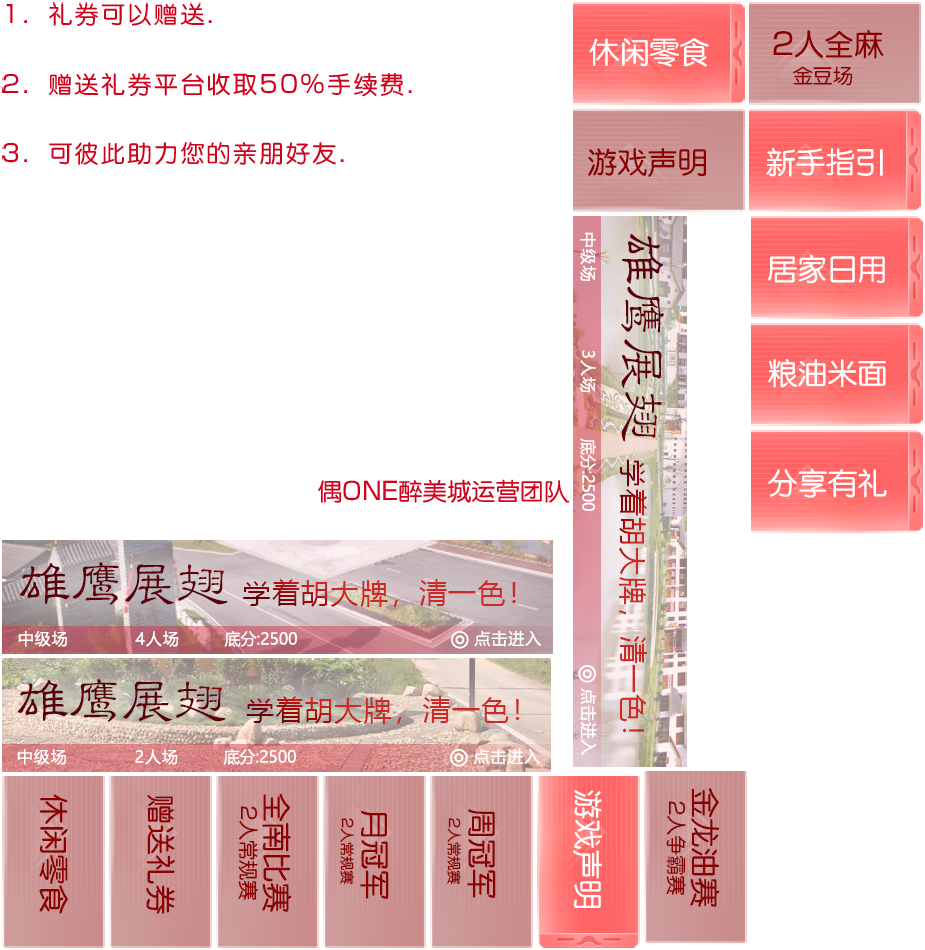 1. 礼券可以赠送.
2. 赠送礼券平台收取50%手续费.
3. 可彼此助力您的亲朋好友.
偶ONE醉美城运营团队
休闲零食
2人全麻
金豆场
游戏声明
新手指引
居家日用
粮油米面
分享有礼
雄鹰展翅 学着胡大牌，清一色！
中级场 3人场 底分:2500 ◎ 点击进入
雄鹰展翅 学着胡大牌，清一色！
中级场 4人场 底分:2500 ◎ 点击进入
雄鹰展翅 学着胡大牌，清一色！
中级场 2人场 底分:2500 ◎ 点击进入
休闲零食
赠送礼券
全南比赛
2人常规赛
月冠军
2人常规赛
周冠军
2人常规赛
游戏声明
金龙油赛
2人争霸赛